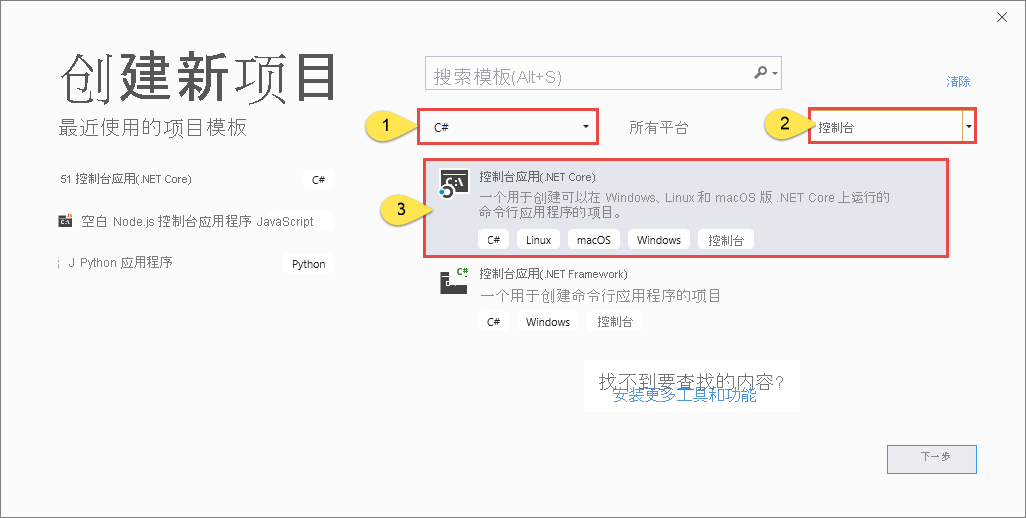 创建新项目
最近使用的项目模板
51 控制台应用(.NET Core)
C#
空白 Node.js 控制台应用程序 JavaScript
J Python 应用程序
Python
搜索模板(Alt+S)
清除
1
C#
所有平台
2
控制台
3
控制台应用(.NET Core)
一个用于创建可以在 Windows、Linux 和 macOS 版 .NET Core 上运行的
命令行应用程序的项目。
C# Linux macOS Windows 控制台
C#
控制台应用(.NET Framework)
一个用于创建命令行应用程序的项目
C# Windows 控制台
找不到要查找的内容?
安装更多工具和功能
下一步